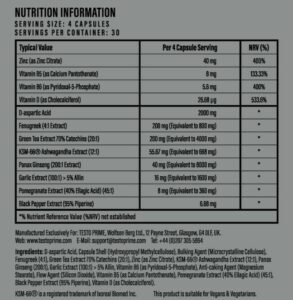 NUTRITION INFORMATION
SERVING SIZE: 4 CAPSULES
SERVINGS PER CONTAINER: 30
Typical Value Per 4 Capsule Serving NRV (%)
Zinc (as Zinc Citrate) 40 mg 400%
Vitamin B5 (as Calcium Pantothenate) 8 mg 133.33%
Vitamin B6 (as Pyridoxal-5-Phosphate) 5.6 mg 400%
Vitamin D (as Cholecalciferol) 26.68 µg 533.6%
D-aspartic Acid 2000 mg *
Fenugreek (4:1 Extract) 200 mg (Equivalent to 800 mg) *
Green Tea Extract 70% Catechins (20:1) 200 mg (Equivalent to 4000 mg) *
KSM-66® Ashwagandha Extract (12:1) 55.67 mg (Equivalent to 668 mg) *
Panax Ginseng (200:1) Extract 40 mg (Equivalent to 8000 mg) *
Garlic Extract (100:1) > 5% Allin 16 mg (Equivalent to 1600 mg) *
Pomegranate Extract (40% Elagic Acid) (45:1) 8 mg (Equivalent to 360 mg) *
Black Pepper Extract (95% Piperine) 6.68 mg *
*% Nutrient Reference Value (%NRV) not established
Manufactured Exclusively For: TESTO PRIME, Wolfson Berg Ltd., 12 Payne Street, Glasgow, G4 0LF, UK.
Web: www.testoprime.com Email: support@testoprime.com Tel: +44 (0)207 305 5894
Ingredients: D-aspartic Acid, Capsule Shell (Hydroxypropyl Methylcellulose), Bulking Agent (Microcrystalline Cellulose),
Fenugreek (4:1), Green Tea Extract 70% Catechins (20:1), Zinc (as Zinc Citrate), KSM-66® Ashwagandha Extract (12:1), Panax
Ginseng (200:1), Garlic Extract (100:1) > 5% Allin, Vitamin B6 (as Pyridoxal-5-Phosphate), Anti-caking Agent (Magnesium
Stearate), Flow Agent (Silicon Dioxide), Vitamin D (as Cholecalciferol), Pomegranate Extract (40% Elagic Acid) (45:1),
Black Pepper Extract (95% Piperine), Vitamin B5 (as Calcium Pantothenate).
KSM-66® is a registered trademark of Ixoreal Biomed Inc. This product is suitable for Vegans & Vegetarians.